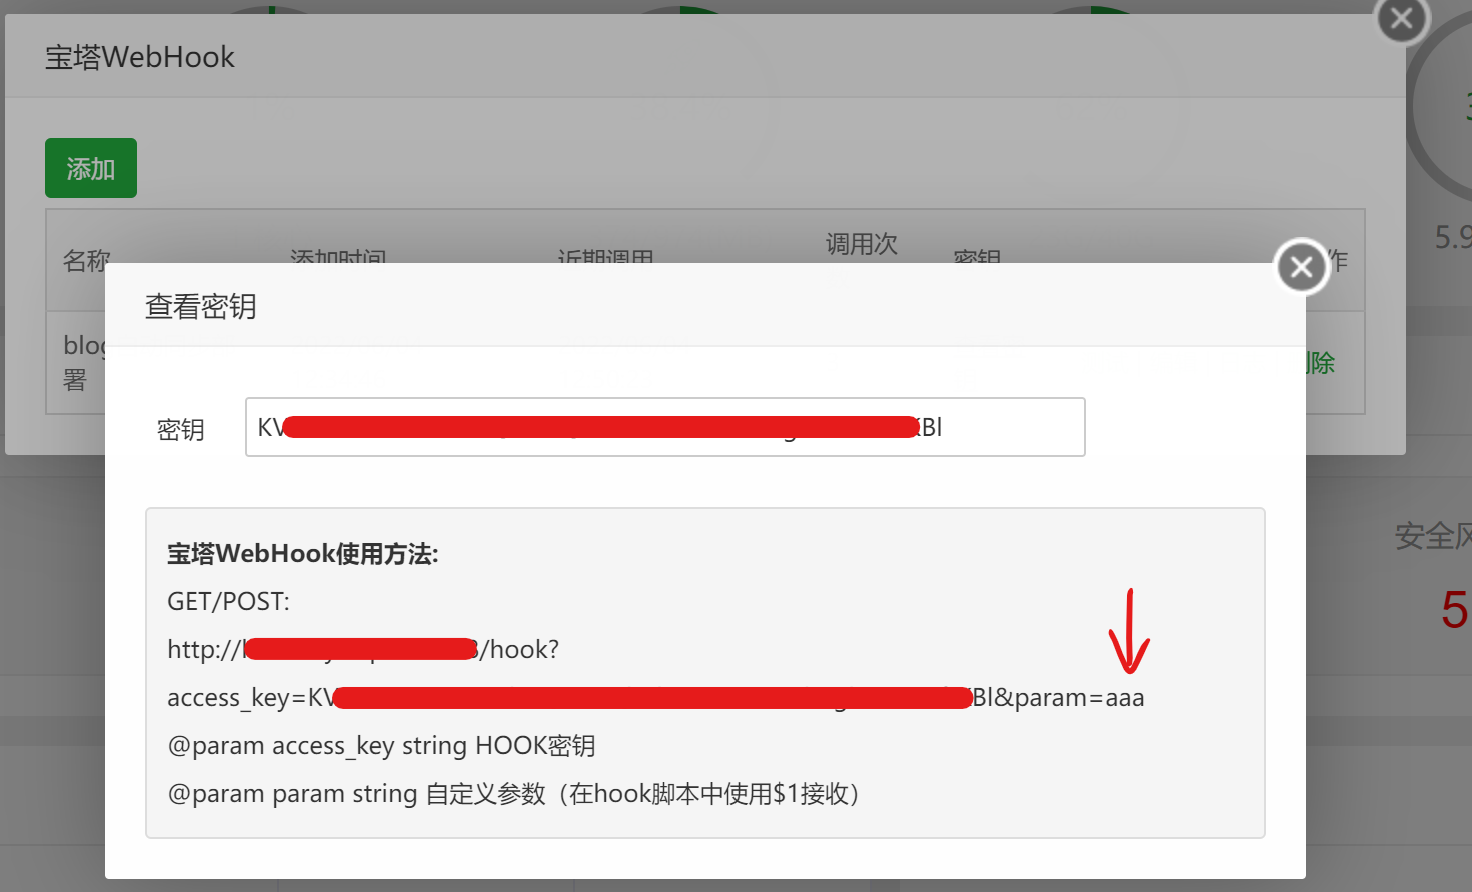 宝塔WebHook
添加
名称 添加时间 近期调用 调用次 密钥 作
3
5.9
查看密钥
blog
署
删除
密钥 KV KBl
宝塔WebHook使用方法:
GET/POST:
http:// /hook?
access_key=KV Bl&param=aaa
@param access_key string HOOK密钥
@param param string 自定义参数（在hook脚本中使用$1接收）
安全风
5